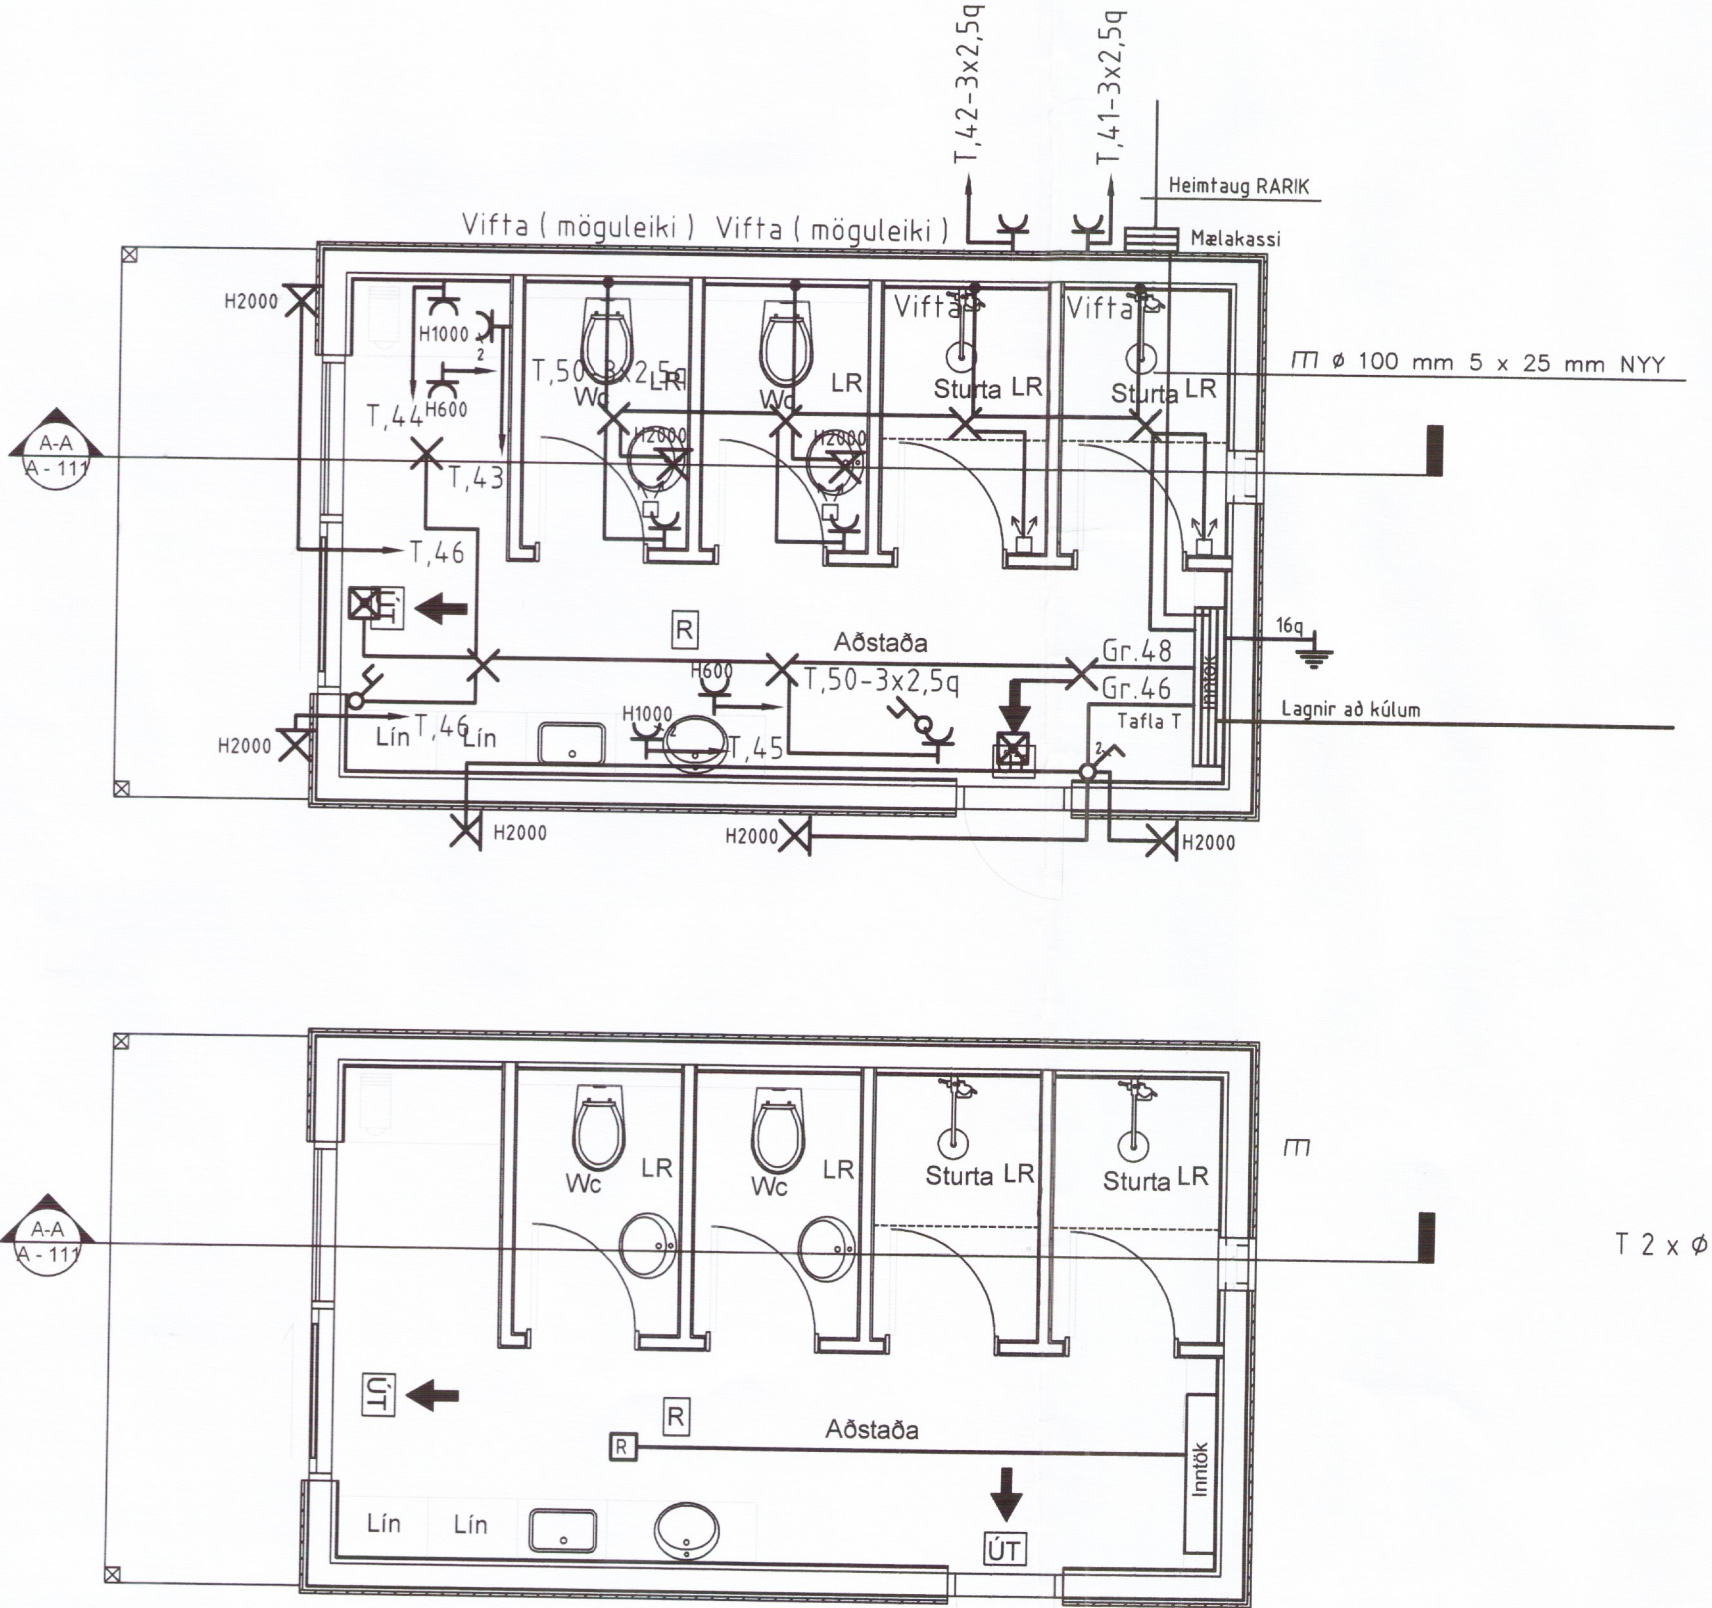 T,42-3x2,5q
T,41-3x2,5q
Heimtaug RARIK
Vifta ( möguleiki ) Vifta ( möguleiki )
Mælakassi
H2000
H1000
2
H600
T,44
T,43
T,50-3x2,5q
LR
Wc
LR
Wc
Vifta
Vifta
Sturta LR
Sturta LR
m ø 100 mm 5 x 25 mm NYY
A-A
A - 111
H2000
H2000
T,46
ÚT
R
Aðstaða
Gr.48
Gr.46
Tafla T
Inntök
16q
H600
T,50-3x2,5q
Lagnir að kúlum
H2000
T,46
Lín
Lín
H1000
2
T,45
2
H2000
H2000
H2000
Wc
LR
Wc
LR
Sturta LR
Sturta LR
m
A-A
A - 111
T 2 x ø
ÚT
R
R
Aðstaða
Inntök
Lín
Lín
ÚT